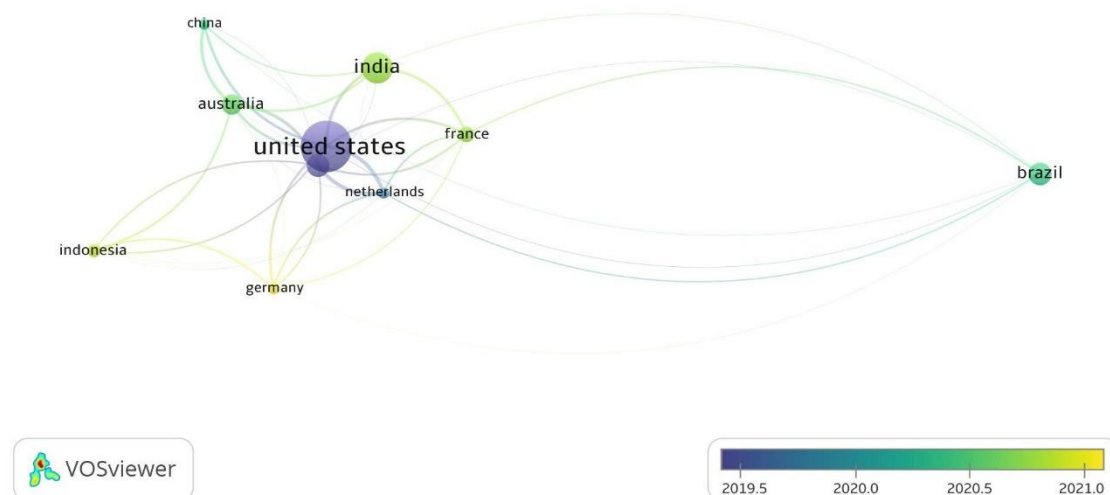 china
india
australia
france
united states
brazil
netherlands
indonesia
germany
VOSviewer
2019.5 2020.0 2020.5 2021.0